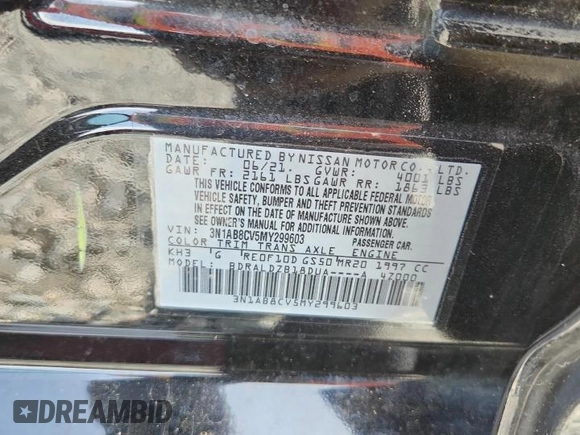 MANUFACTURED BY NISSAN MOTOR CO., LTD.
DATE: 06/21. GVWR: 4001 LBS
GAWR FR: 2161 LBS GAWR RR: 1863 LBS
THIS VEHICLE CONFORMS TO ALL APPLICABLE FEDERAL MOTOR
VEHICLE SAFETY, BUMPER AND THEFT PREVENTION STANDARDS
IN EFFECT ON THE DATE OF MANUFACTURE SHOWN ABOVE.
SEE OWNER'S MANUAL FOR ADDITIONAL INFORMATION
VIN: 3N1AB8CV5MY299603 PASSENGER CAR.
COLOR TRIM TRANS AXLE ENGINE
KH3 G RE0F10D GS50 MR20 1997 CC
MODEL: BDRALDZB18DUA----A 47000
3N1AB8CV5MY299603
DREAMBID